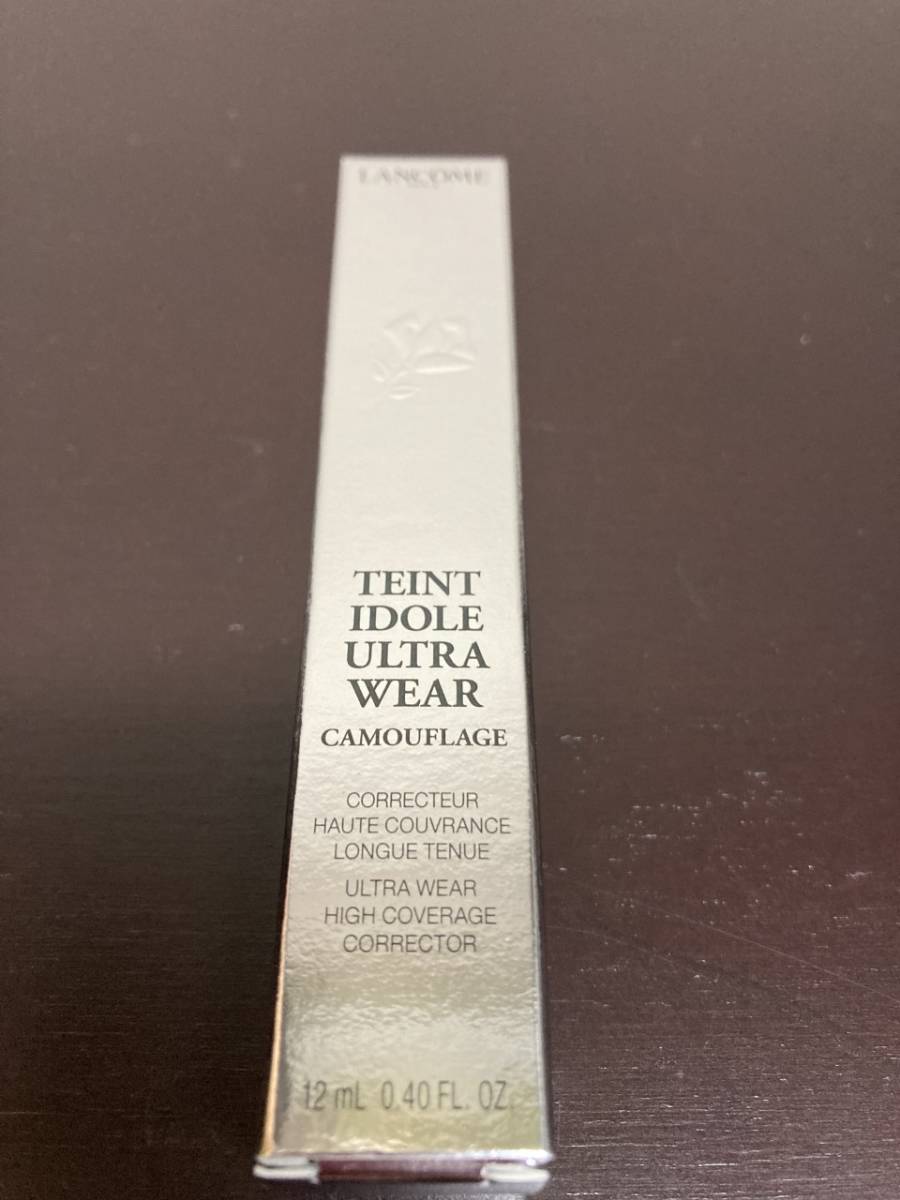 LANCÔME
TEINT
IDOLE
ULTRA
WEAR
CAMOUFLAGE
CORRECTEUR
HAUTE COUVRANCE
LONGUE TENUE
ULTRA WEAR
HIGH COVERAGE
CORRECTOR
12 mL 0.40 FL. OZ.